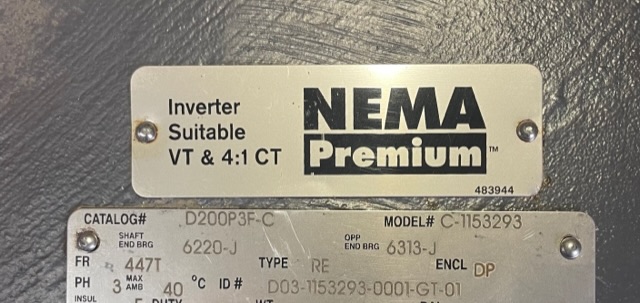 Inverter
Suitable
VT & 4:1 CT
NEMA
Premium™
483944
CATALOG# D200P3F-C MODEL# C-1153293
SHAFT END BRG 6220-J OPP END BRG 6313-J
FR 447T TYPE RE ENCL DP
PH 3 MAX AMB 40 °C ID# D03-1153293-0001-GT-01
INSUL F DUTY WT